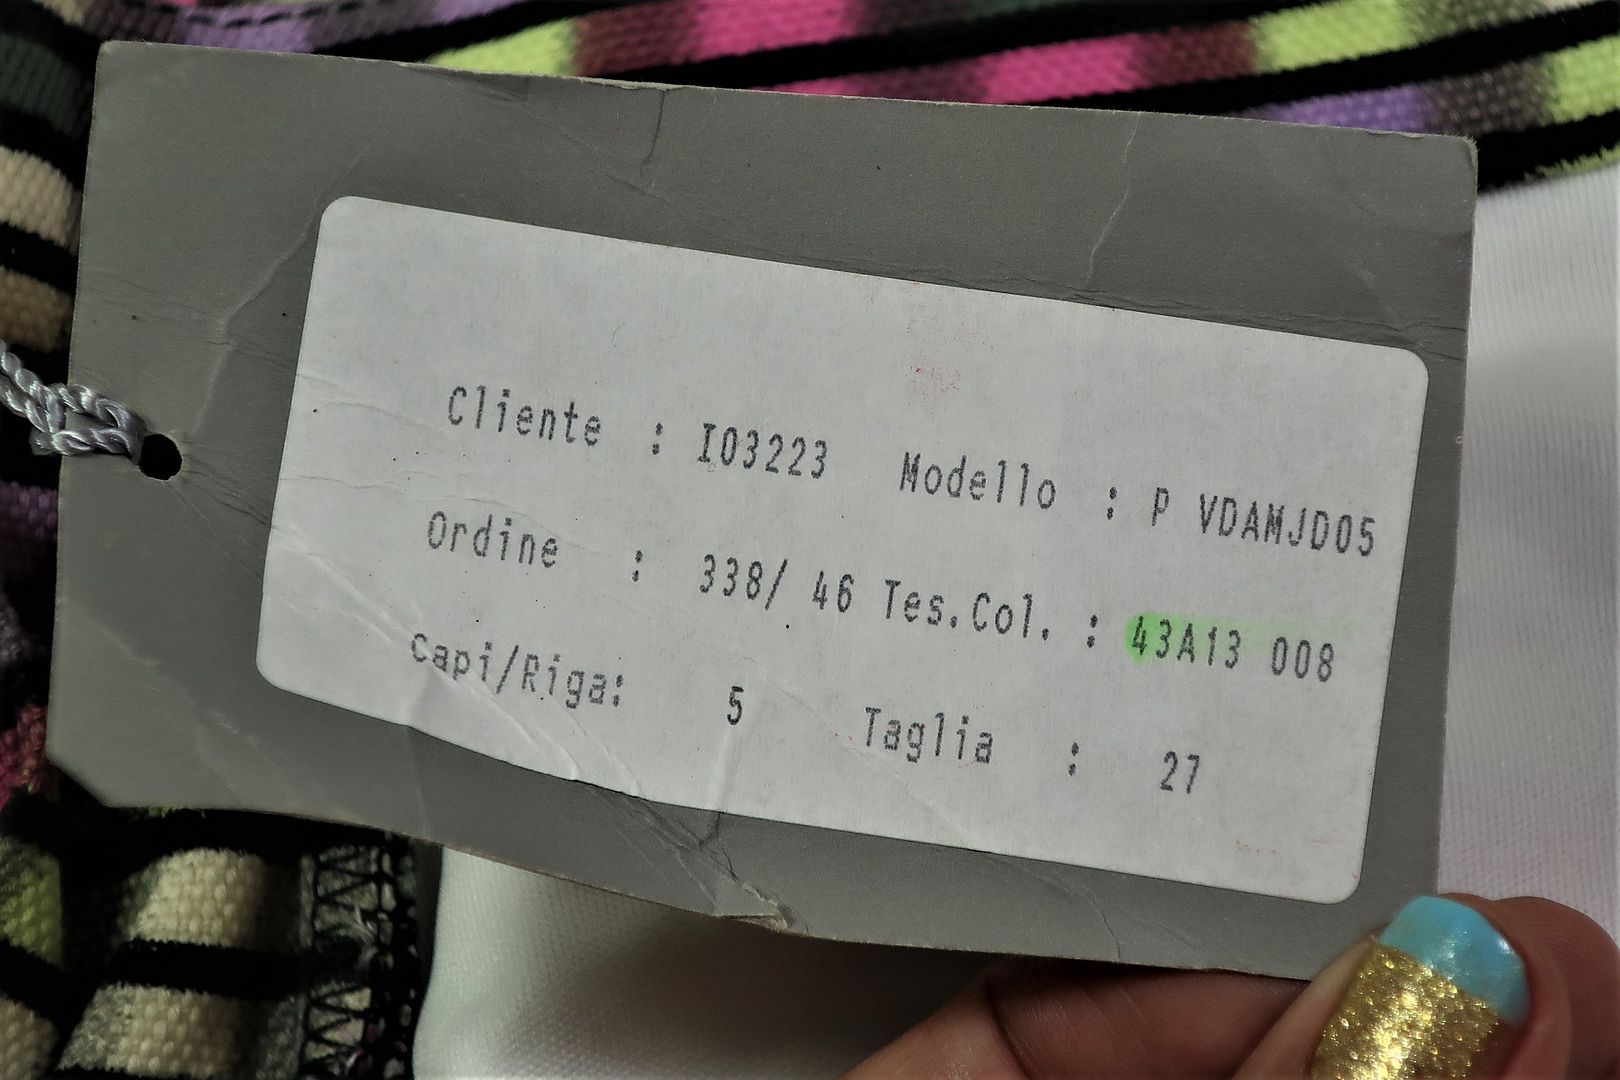 Cliente : I03223 Modello : P VDAMJD05
Ordine : 338/ 46 Tes.Col. : 43A13 008
Capi/Riga: 5 Taglia : 27